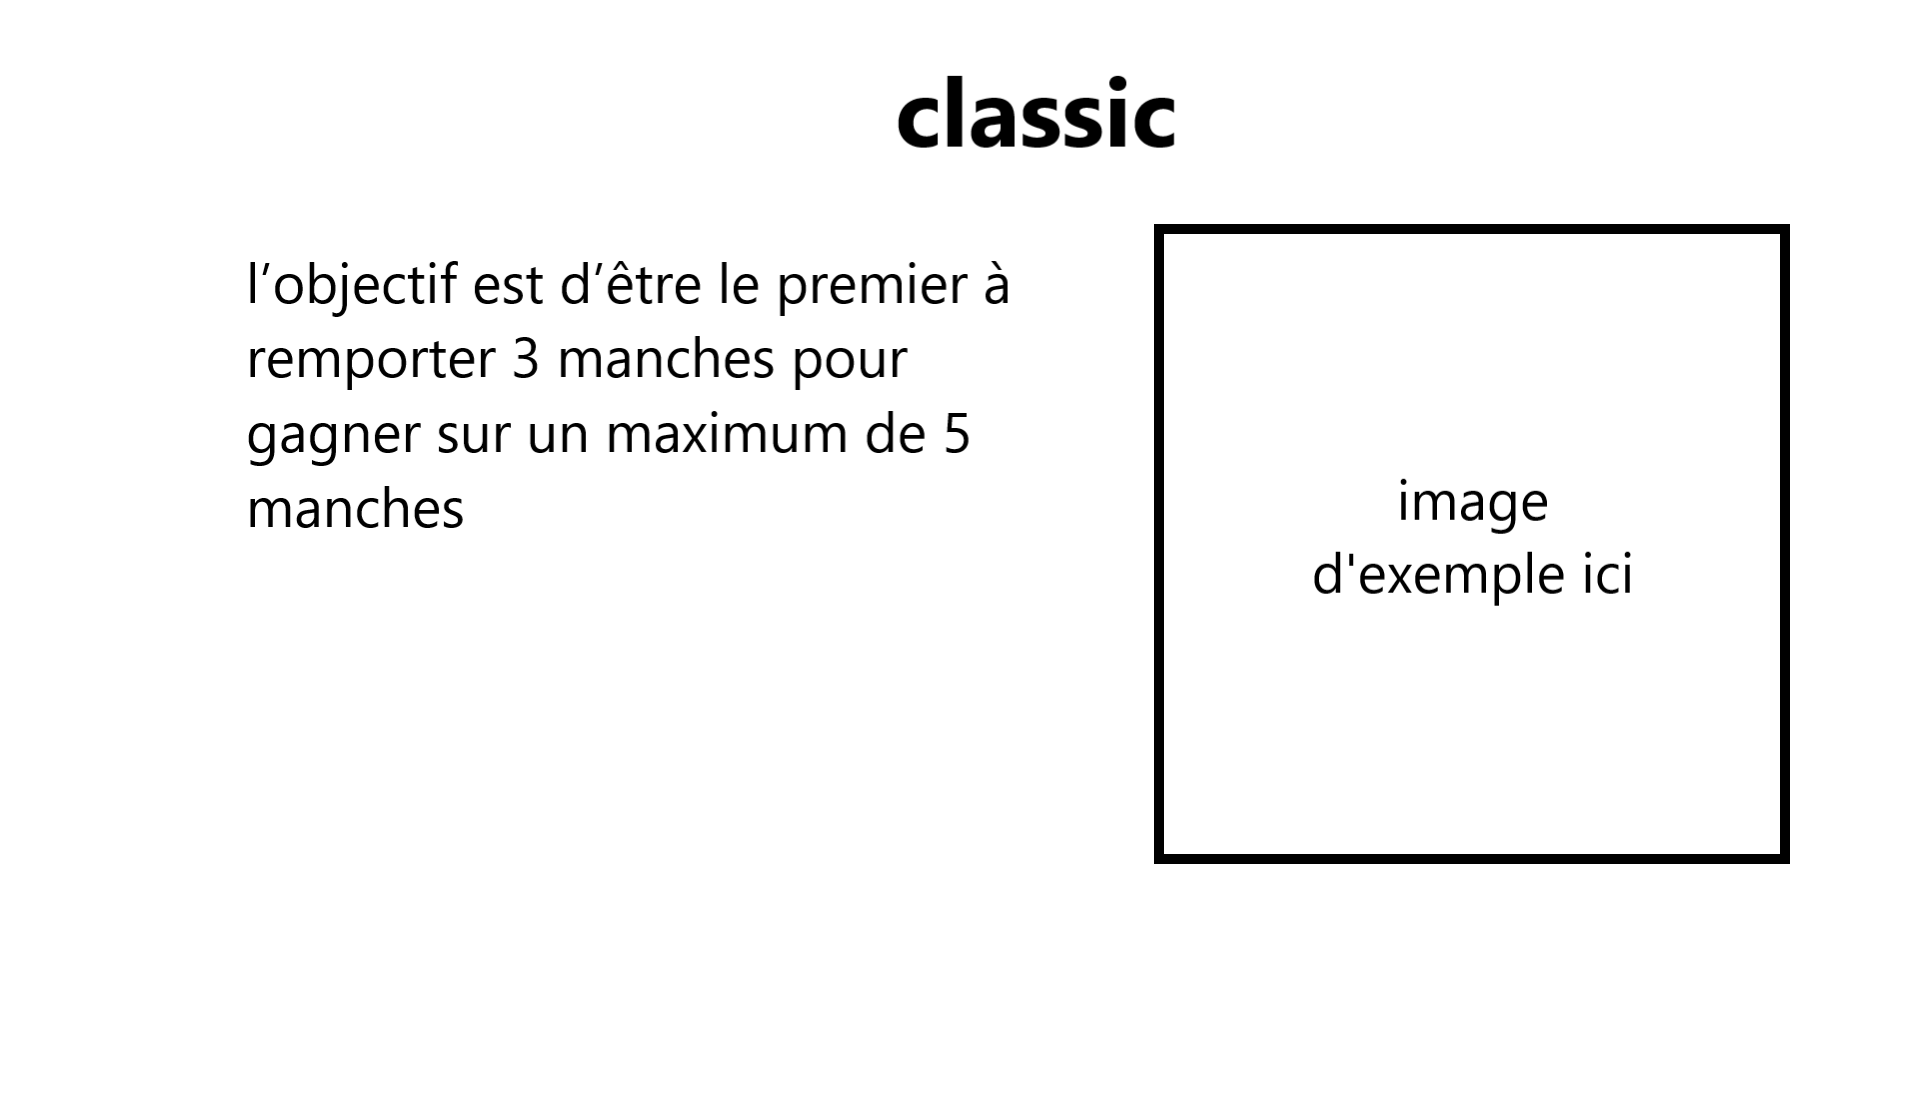 classic
l’objectif est d’être le premier à
remporter 3 manches pour
gagner sur un maximum de 5
manches
image
d'exemple ici